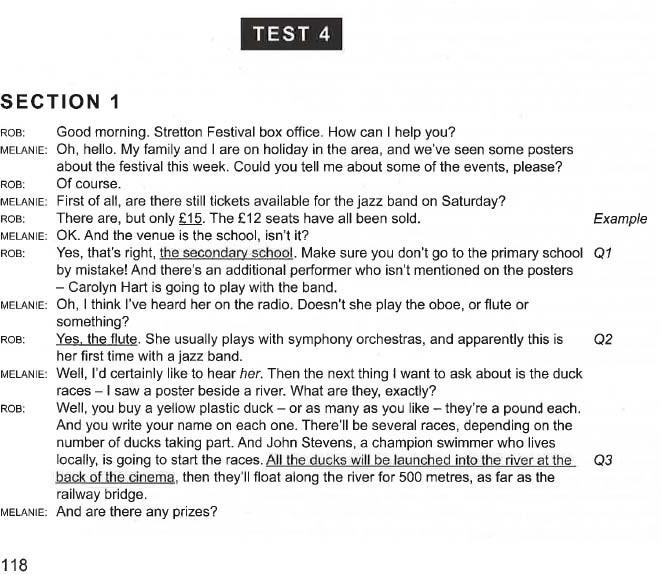 TEST 4
SECTION 1
ROB: Good morning. Stretton Festival box office. How can I help you?
MELANIE: Oh, hello. My family and I are on holiday in the area, and we've seen some posters
about the festival this week. Could you tell me about some of the events, please?
ROB: Of course.
MELANIE: First of all, are there still tickets available for the jazz band on Saturday?
ROB: There are, but only £15. The £12 seats have all been sold. Example
MELANIE: OK. And the venue is the school, isn't it?
ROB: Yes, that's right, the secondary school. Make sure you don't go to the primary school Q1
by mistake! And there's an additional performer who isn't mentioned on the posters
– Carolyn Hart is going to play with the band.
MELANIE: Oh, I think I've heard her on the radio. Doesn't she play the oboe, or flute or
something?
ROB: Yes, the flute. She usually plays with symphony orchestras, and apparently this is Q2
her first time with a jazz band.
MELANIE: Well, I'd certainly like to hear her. Then the next thing I want to ask about is the duck
races – I saw a poster beside a river. What are they, exactly?
ROB: Well, you buy a yellow plastic duck – or as many as you like – they're a pound each.
And you write your name on each one. There'll be several races, depending on the
number of ducks taking part. And John Stevens, a champion swimmer who lives
locally, is going to start the races. All the ducks will be launched into the river at the Q3
back of the cinema, then they'll float along the river for 500 metres, as far as the
railway bridge.
MELANIE: And are there any prizes?
118